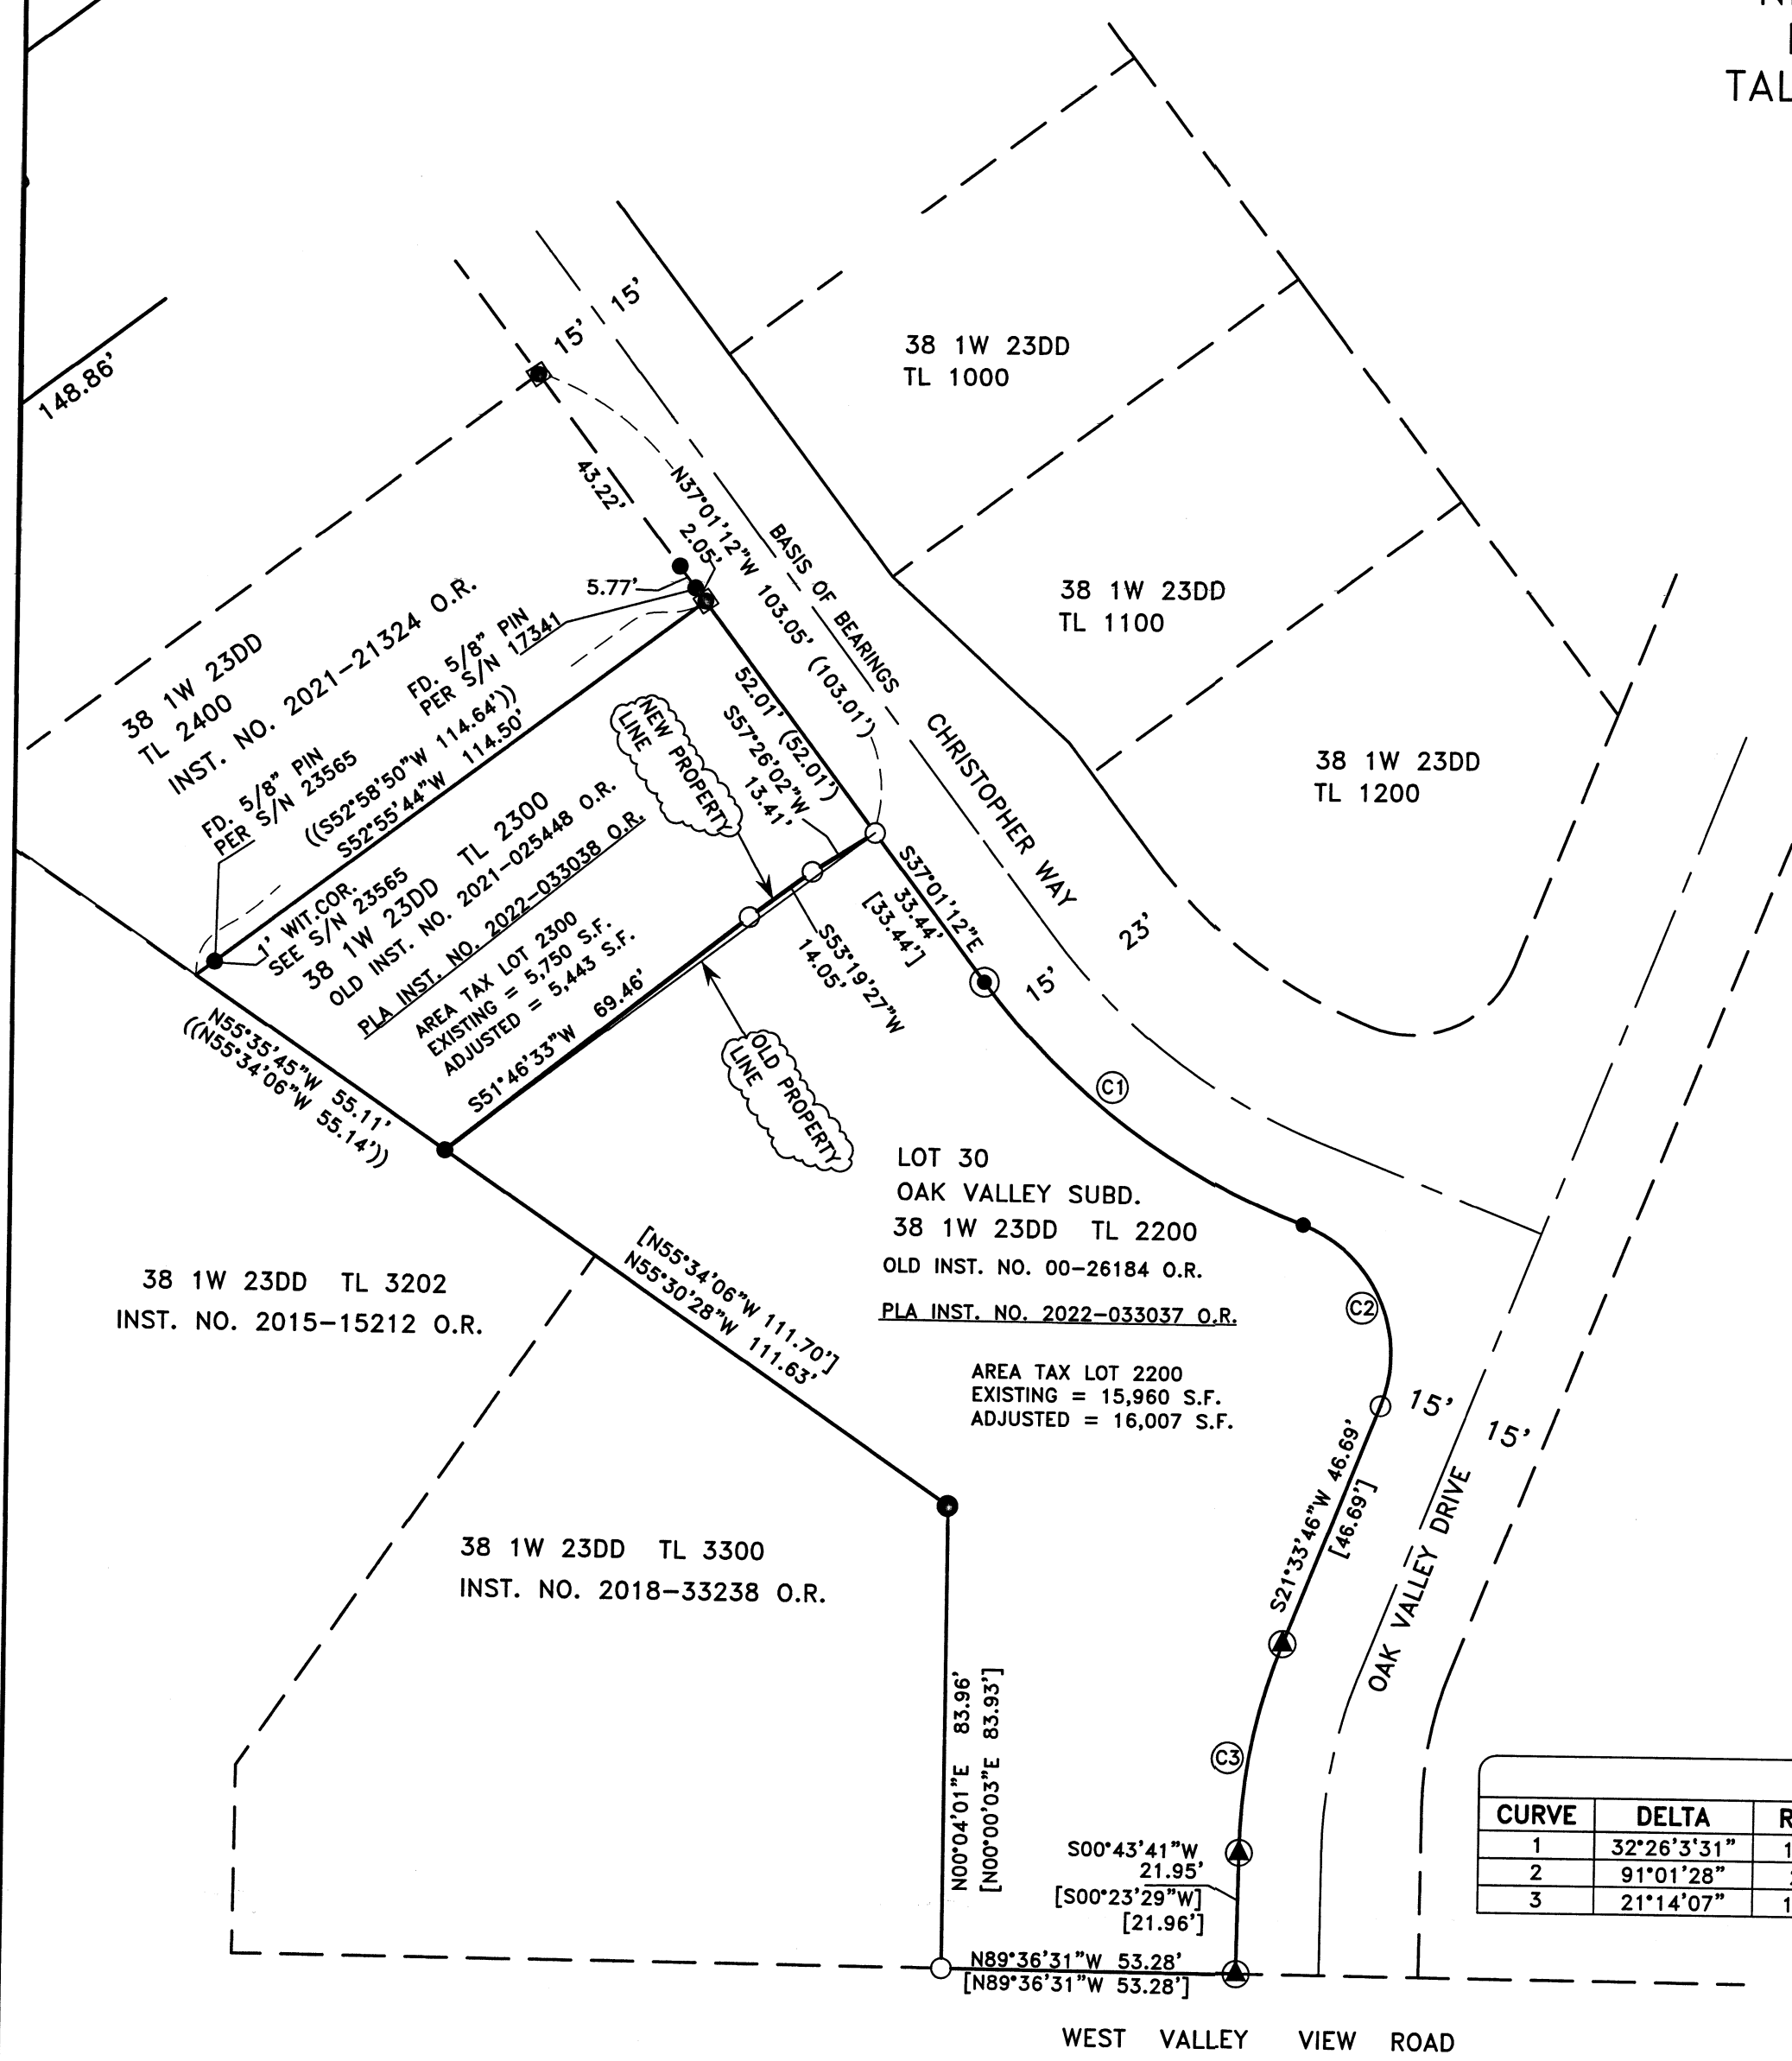 TAL
148.86'
15'
15'
38 1W 23DD
TL 1000
43.22'
N37°01'12"W 103.05' (103.01')
2.05'
5.77'
BASIS OF BEARINGS
CHRISTOPHER WAY
38 1W 23DD
TL 1100
38 1W 23DD
TL 1200
38 1W 23DD
TL 2400
INST. NO. 2021-21324 O.R.
FD. 5/8" PIN
PER S/N 17341
FD. 5/8" PIN
PER S/N 23565
((S52°58'50"W 114.64'))
S52°55'44"W 114.50'
52.01' (52.01')
S57°26'02"W
13.41'
NEW PROPERTY
LINE
1' WIT.COR.
SEE S/N 23565
38 1W 23DD TL 2300
OLD INST. NO. 2021-025448 O.R.
PLA INST. NO. 2022-033038 O.R.
AREA TAX LOT 2300
EXISTING = 5,750 S.F.
ADJUSTED = 5,443 S.F.
S51°46'33"W 69.46'
S53°19'27"W
14.05'
S37°01'12"E
33.44'
[33.44']
23'
15'
N55°35'45"W 55.11'
((N55°34'06"W 55.14'))
OLD PROPERTY
LINE
C1
LOT 30
OAK VALLEY SUBD.
38 1W 23DD TL 2200
OLD INST. NO. 00-26184 O.R.
PLA INST. NO. 2022-033037 O.R.
AREA TAX LOT 2200
EXISTING = 15,960 S.F.
ADJUSTED = 16,007 S.F.
C2
38 1W 23DD TL 3202
INST. NO. 2015-15212 O.R.
[N55°34'06"W 111.70']
N55°30'28"W 111.63'
15'
15'
S21°33'46"W 46.69'
[46.69']
OAK VALLEY DRIVE
38 1W 23DD TL 3300
INST. NO. 2018-33238 O.R.
N00°04'01"E 83.96'
[N00°00'03"E 83.93']
C3
S00°43'41"W
21.95'
[S00°23'29"W]
[21.96']
N89°36'31"W 53.28'
[N89°36'31"W 53.28']
WEST VALLEY VIEW ROAD
CURVE DELTA R
1 32°26'3'31" 1
2 91°01'28"
3 21°14'07" 1